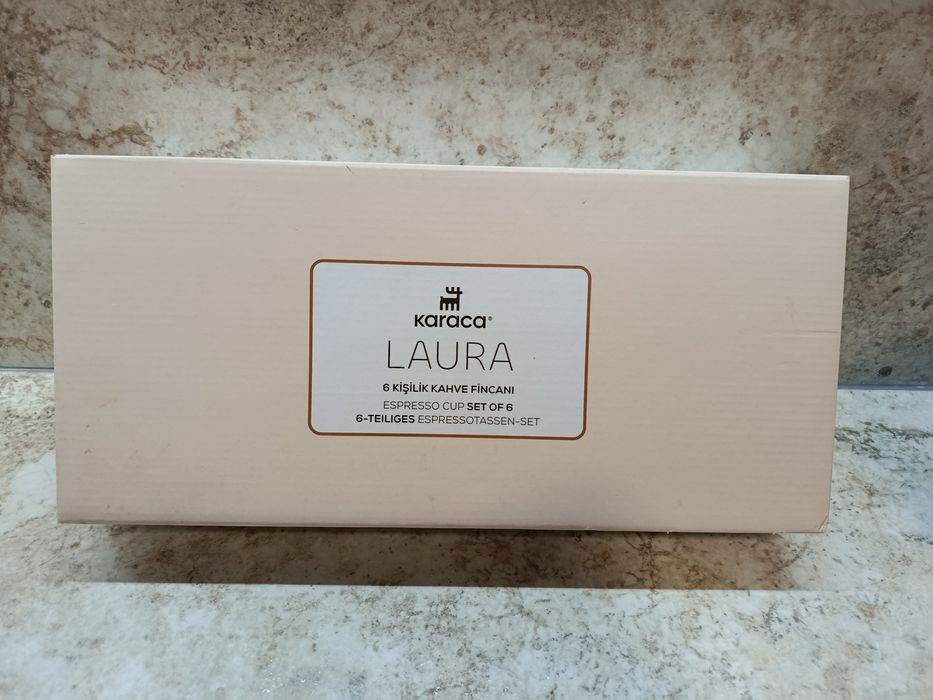 Karaca®
LAURA
6 KİŞİLİK KAHVE FİNCANI
ESPRESSO CUP SET OF 6
6-TEILIGES ESPRESSOTASSEN-SET